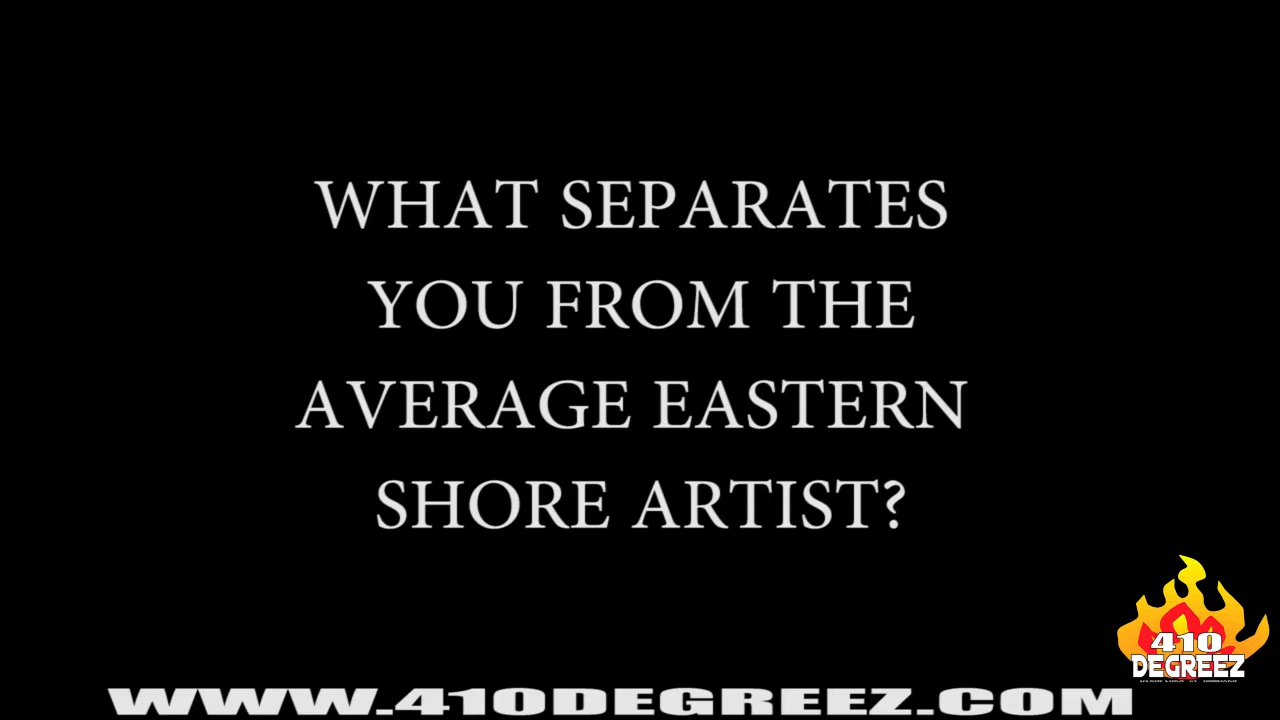 WHAT SEPARATES
YOU FROM THE
AVERAGE EASTERN
SHORE ARTIST?
410
DEGREEZ
WWW.410DEGREEZ.COM